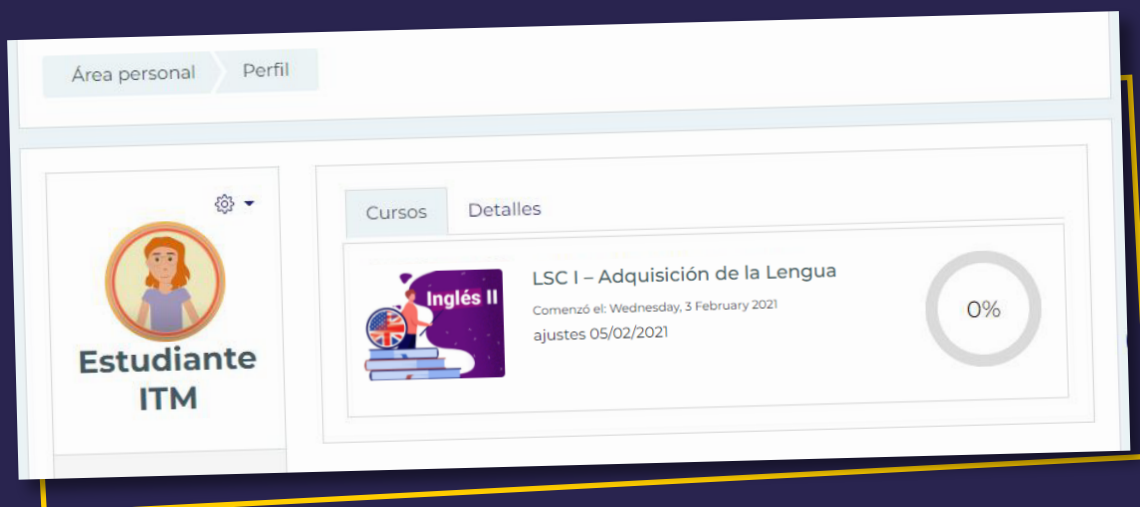 Área personal Perfil
Cursos Detalles
Inglés II
LSC I – Adquisición de la Lengua
Comenzó el: Wednesday, 3 February 2021
ajustes 05/02/2021
0%
Estudiante
ITM